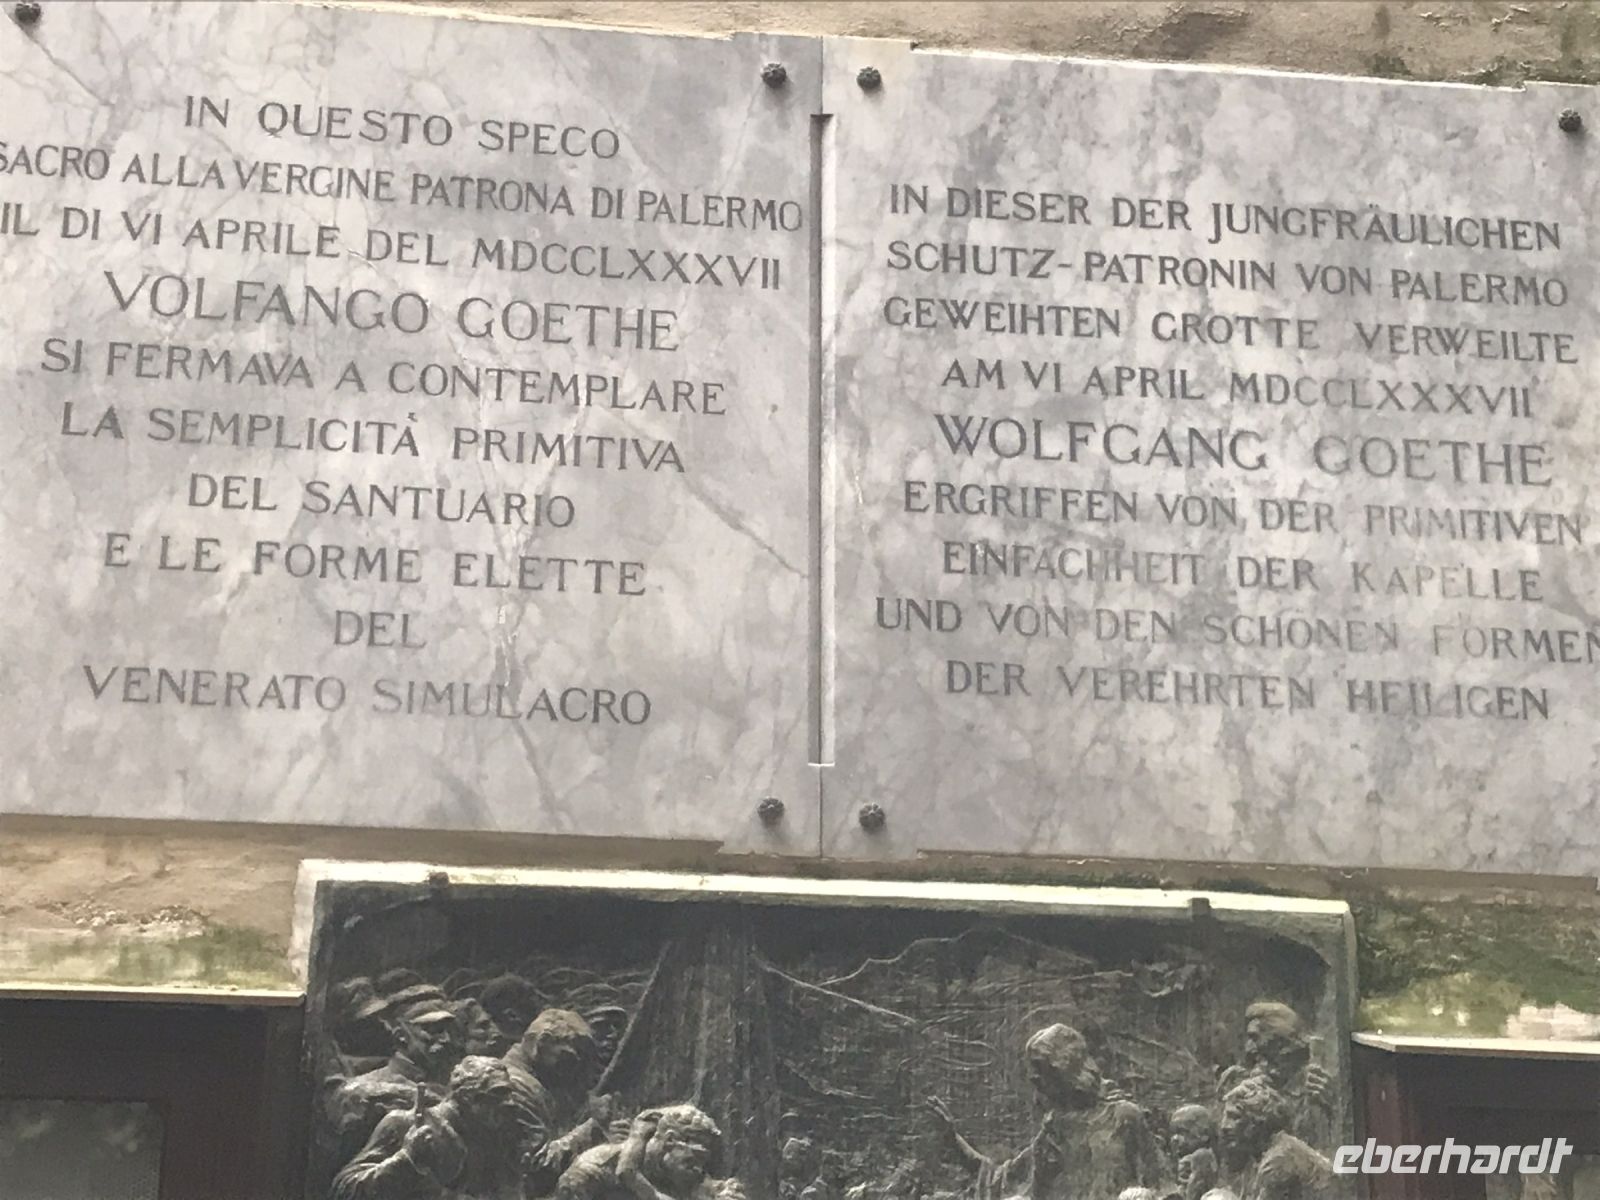 IN QUESTO SPECO
SACRO ALLA VERGINE PATRONA DI PALERMO
IL DI VI APRILE DEL MDCCLXXXVII
VOLFANGO GOETHE
SI FERMAVA A CONTEMPLARE
LA SEMPLICITÀ PRIMITIVA
DEL SANTUARIO
E LE FORME ELETTE
DEL
VENERATO SIMULACRO
IN DIESER DER JUNGFRÄULICHEN
SCHUTZ-PATRONIN VON PALERMO
GEWEIHTEN GROTTE VERWEILTE
AM VI APRIL MDCCLXXXVII
WOLFGANG GOETHE
ERGRIFFEN VON DER PRIMITIVEN
EINFACHHEIT DER KAPELLE
UND VON DEN SCHONEN FORMEN
DER VEREHRTEN HEILIGEN
eberhardt